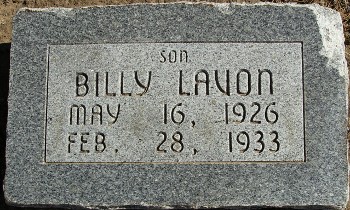 SON
BILLY LAVON
MAY 16, 1926
FEB. 28, 1933